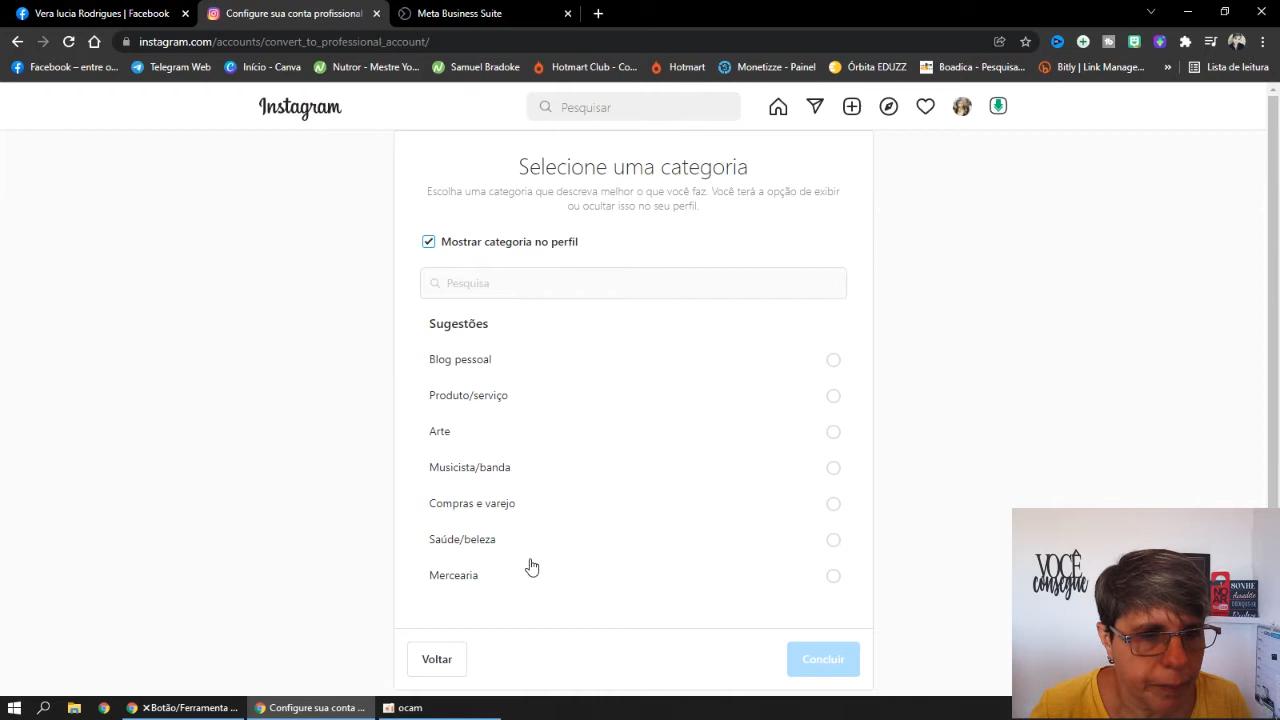 Vera lucia Rodrigues | Facebook
Configure sua conta profissional
Meta Business Suite
instagram.com/accounts/convert_to_professional_account/
Facebook – entre o...
Telegram Web
Início - Canva
Nutror - Mestre Yo...
Samuel Bradoke
Hotmart Club - Co...
Hotmart
Monetizze - Painel
Órbita EDUZZ
Boadica - Pesquisa...
Bitly | Link Manage...
Lista de leitura
Instagram
Pesquisar
Selecione uma categoria
Escolha uma categoria que descreva melhor o que você faz. Você terá a opção de exibir
ou ocultar isso no seu perfil.
Mostrar categoria no perfil
Pesquisa
Sugestões
Blog pessoal
Produto/serviço
Arte
Musicista/banda
Compras e varejo
Saúde/beleza
Mercearia
Voltar
Concluir
VOCÊ
consegue
NO
AR
SONHE
Botão/Ferramenta
Configure sua conta ...
ocam